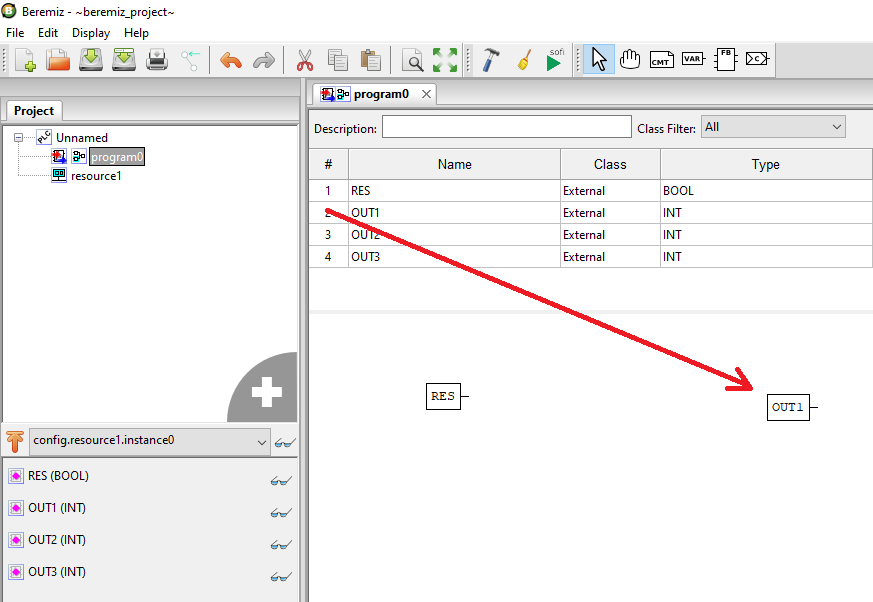 Beremiz - ~beremiz_project~
File Edit Display Help
sofi
CMT
VAR
FB
C
Project
program0
Unnamed
program0
resource1
Description:
Class Filter: All
# Name Class Type
1 RES External BOOL
2 OUT1 External INT
3 OUT2 External INT
4 OUT3 External INT
RES
OUT1
config.resource1.instance0
RES (BOOL)
OUT1 (INT)
OUT2 (INT)
OUT3 (INT)